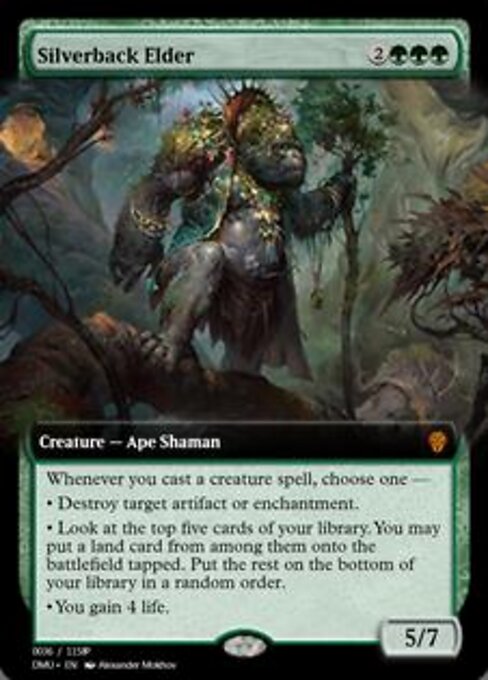 Silverback Elder 2
Creature — Ape Shaman
Whenever you cast a creature spell, choose one —
• Destroy target artifact or enchantment.
• Look at the top five cards of your library. You may
put a land card from among them onto the
battlefield tapped. Put the rest on the bottom of
your library in a random order.
• You gain 4 life.
5/7
DMU • EN Alexander Mokhov